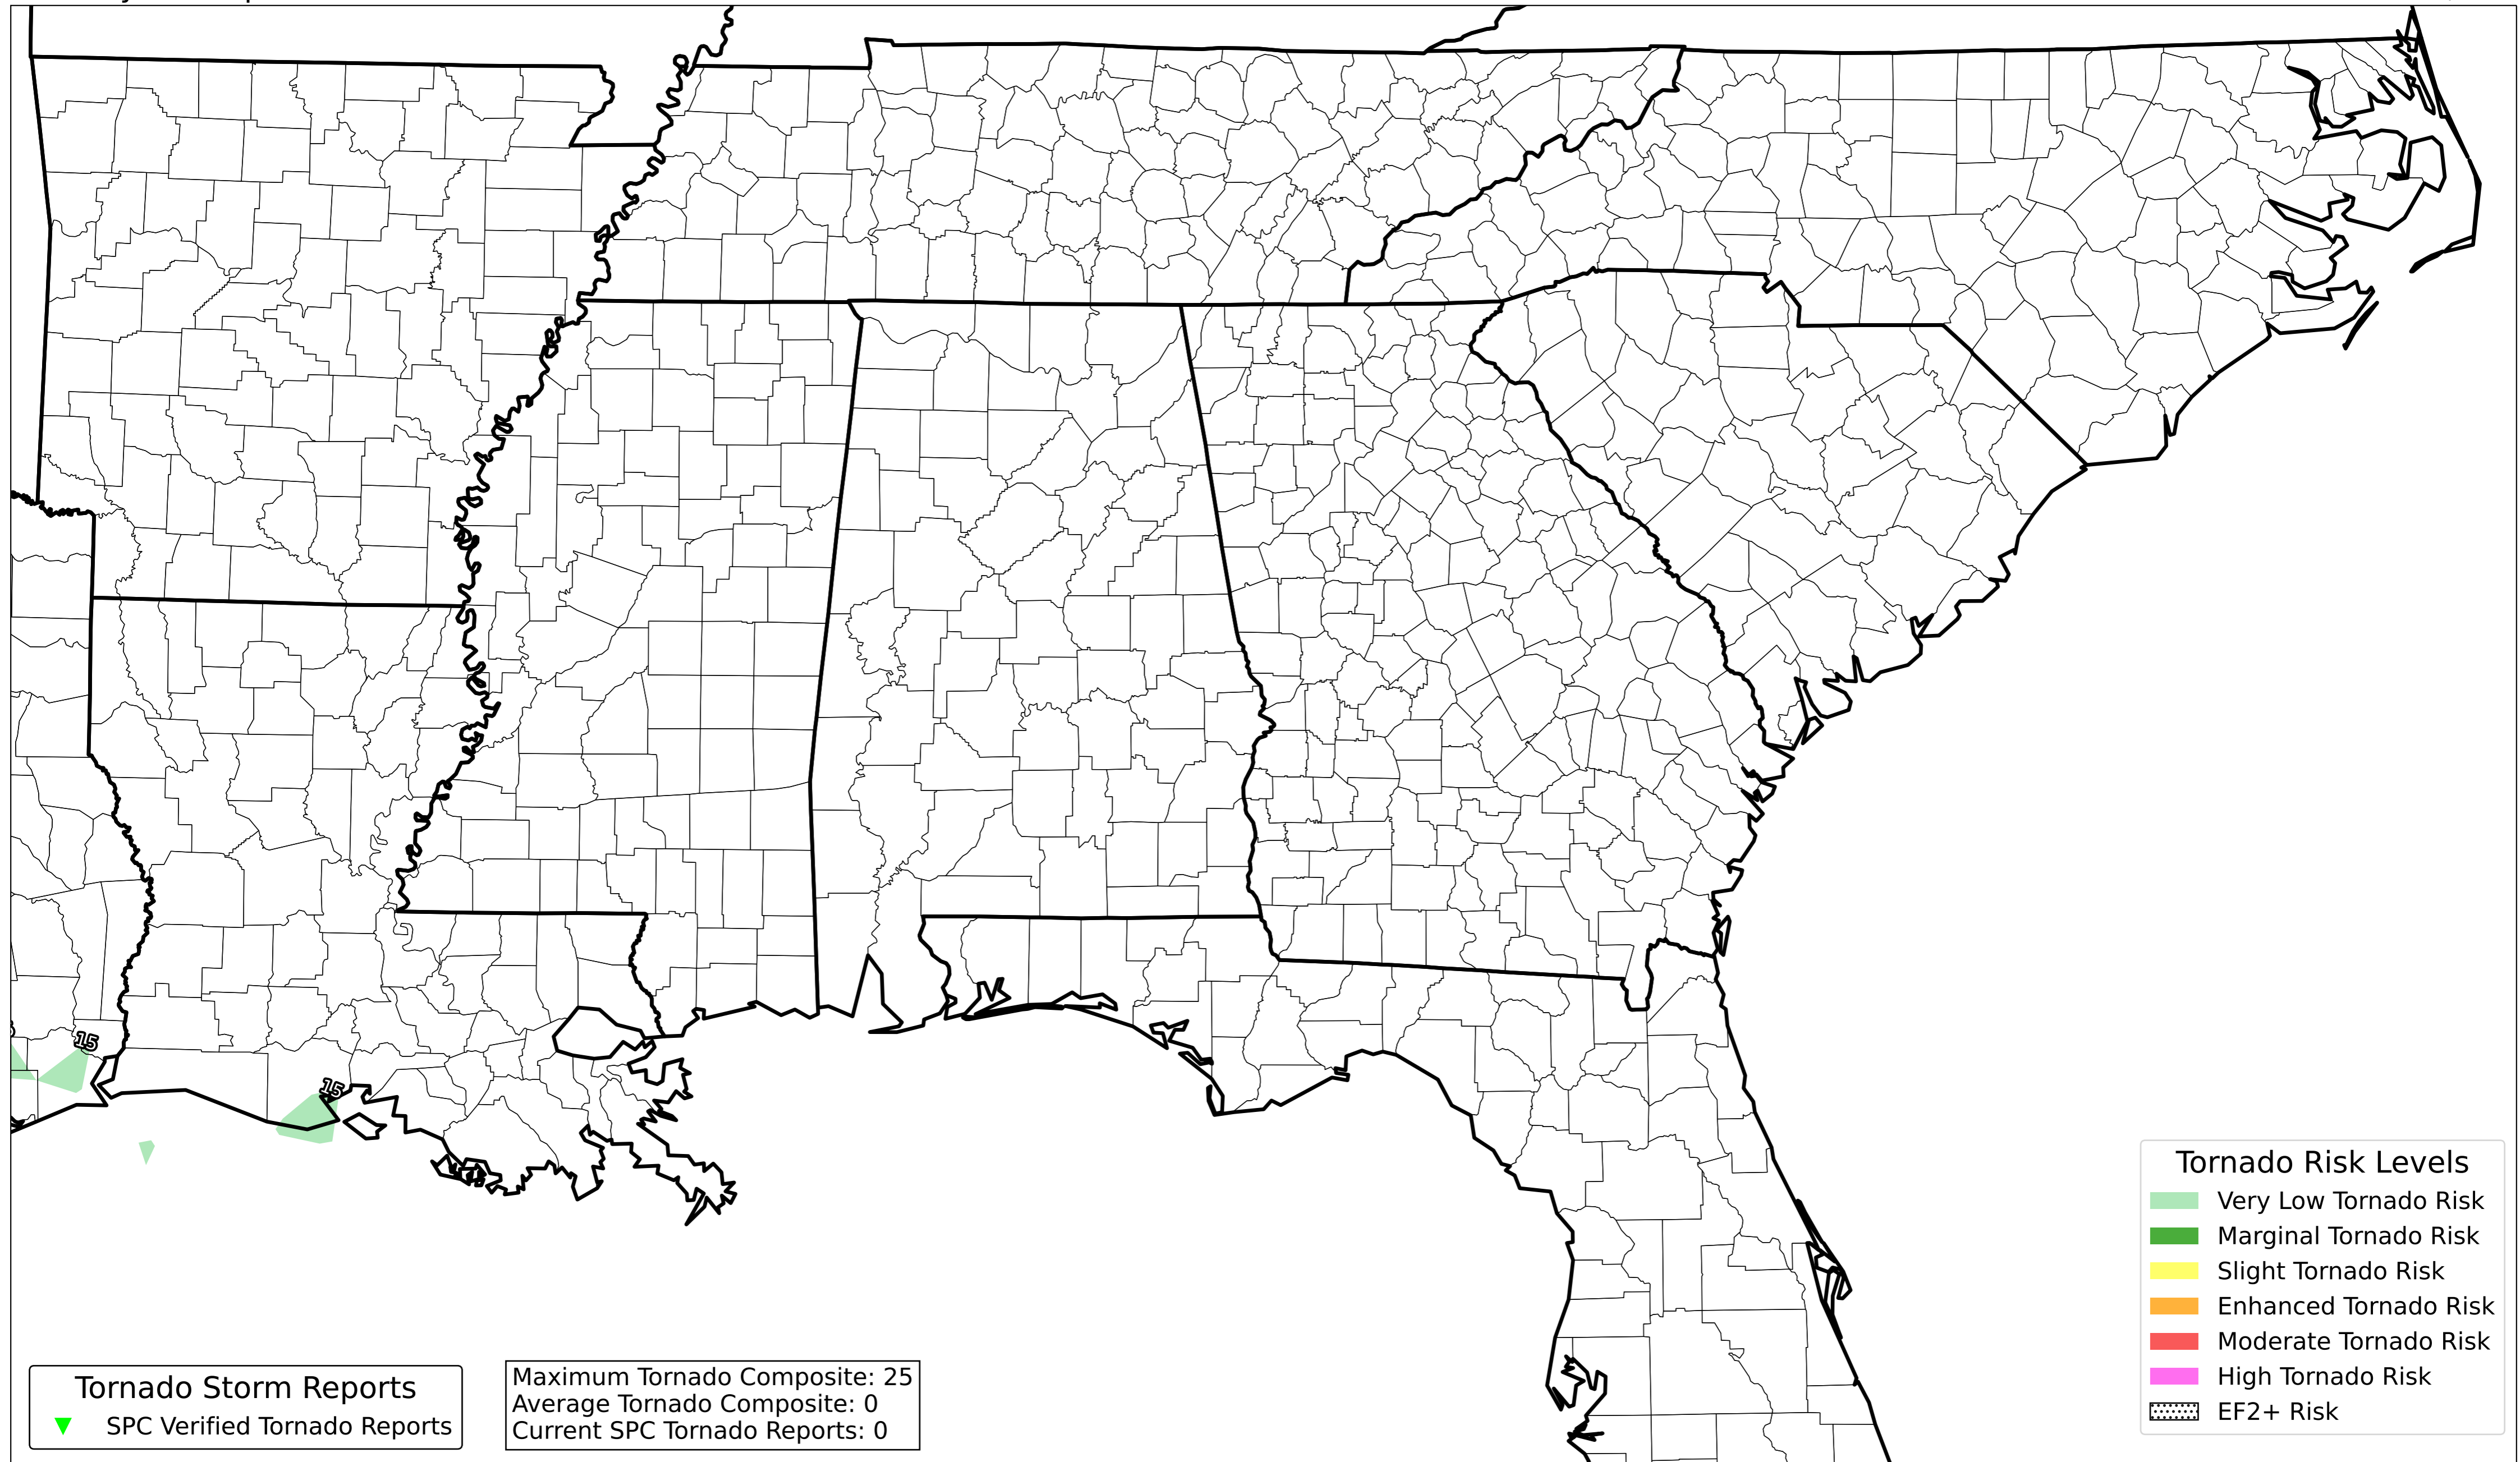 15
15
Tornado Risk Levels
Very Low Tornado Risk
Marginal Tornado Risk
Slight Tornado Risk
Enhanced Tornado Risk
Moderate Tornado Risk
High Tornado Risk
EF2+ Risk
Tornado Storm Reports
SPC Verified Tornado Reports
Maximum Tornado Composite: 25
Average Tornado Composite: 0
Current SPC Tornado Reports: 0